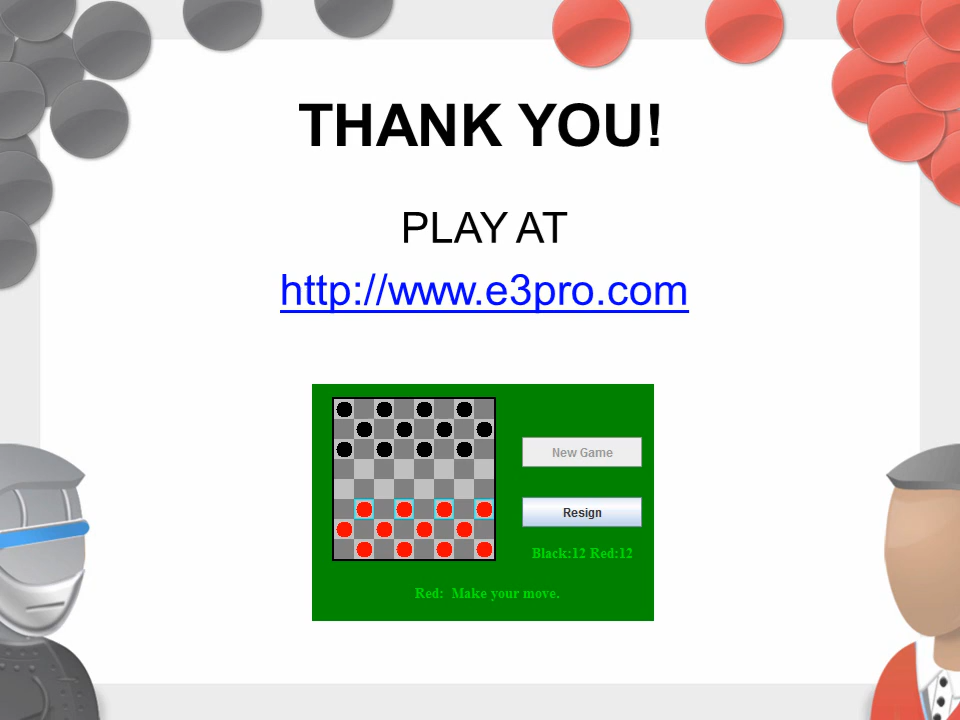 THANK YOU!
PLAY AT
http://www.e3pro.com
New Game
Resign
Black:12 Red:12
Red: Make your move.